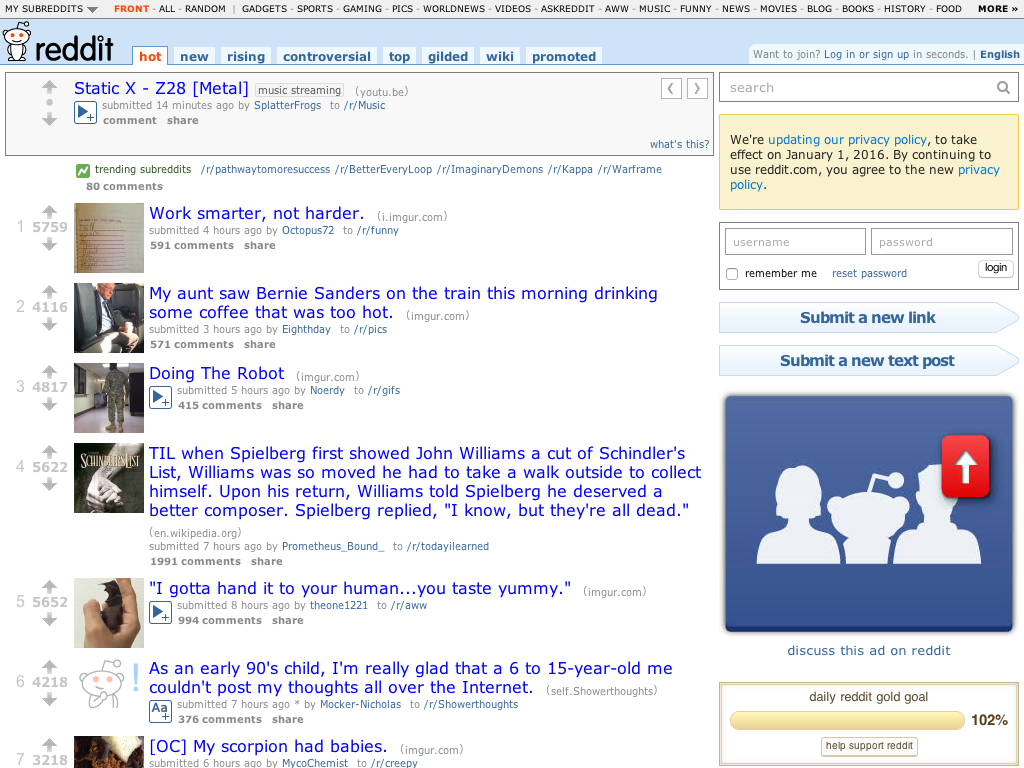 MY SUBREDDITS FRONT - ALL - RANDOM | GADGETS - SPORTS - GAMING - PICS - WORLDNEWS - VIDEOS - ASKREDDIT - AWW - MUSIC - FUNNY - NEWS - MOVIES - BLOG - BOOKS - HISTORY - FOOD MORE »
reddit hot new rising controversial top gilded wiki promoted
Want to join? Log in or sign up in seconds. | English
Static X - Z28 [Metal] music streaming (youtu.be)
submitted 14 minutes ago by SplatterFrogs to /r/Music
comment share
what's this?
trending subreddits /r/pathwaytomoresuccess /r/BetterEveryLoop /r/ImaginaryDemons /r/Kappa /r/Warframe
80 comments
1 5759
Work smarter, not harder. (i.imgur.com)
submitted 4 hours ago by Octopus72 to /r/funny
591 comments share
2 4116
My aunt saw Bernie Sanders on the train this morning drinking
some coffee that was too hot. (imgur.com)
submitted 3 hours ago by Eighthday to /r/pics
571 comments share
3 4817
Doing The Robot (imgur.com)
submitted 5 hours ago by Noerdy to /r/gifs
415 comments share
4 5622
SCHINDLER'S LIST
TIL when Spielberg first showed John Williams a cut of Schindler's
List, Williams was so moved he had to take a walk outside to collect
himself. Upon his return, Williams told Spielberg he deserved a
better composer. Spielberg replied, "I know, but they're all dead."
(en.wikipedia.org)
submitted 7 hours ago by Prometheus_Bound_ to /r/todayilearned
1991 comments share
5 5652
"I gotta hand it to your human...you taste yummy." (imgur.com)
submitted 8 hours ago by theone1221 to /r/aww
994 comments share
6 4218
!
As an early 90's child, I'm really glad that a 6 to 15-year-old me
couldn't post my thoughts all over the Internet. (self.Showerthoughts)
Aa+
submitted 7 hours ago * by Mocker-Nicholas to /r/Showerthoughts
376 comments share
7 3218
[OC] My scorpion had babies. (imgur.com)
submitted 6 hours ago by MycoChemist to /r/creepy
search
We're updating our privacy policy, to take
effect on January 1, 2016. By continuing to
use reddit.com, you agree to the new privacy
policy.
username password
remember me reset password login
Submit a new link
Submit a new text post
discuss this ad on reddit
daily reddit gold goal
102%
help support reddit